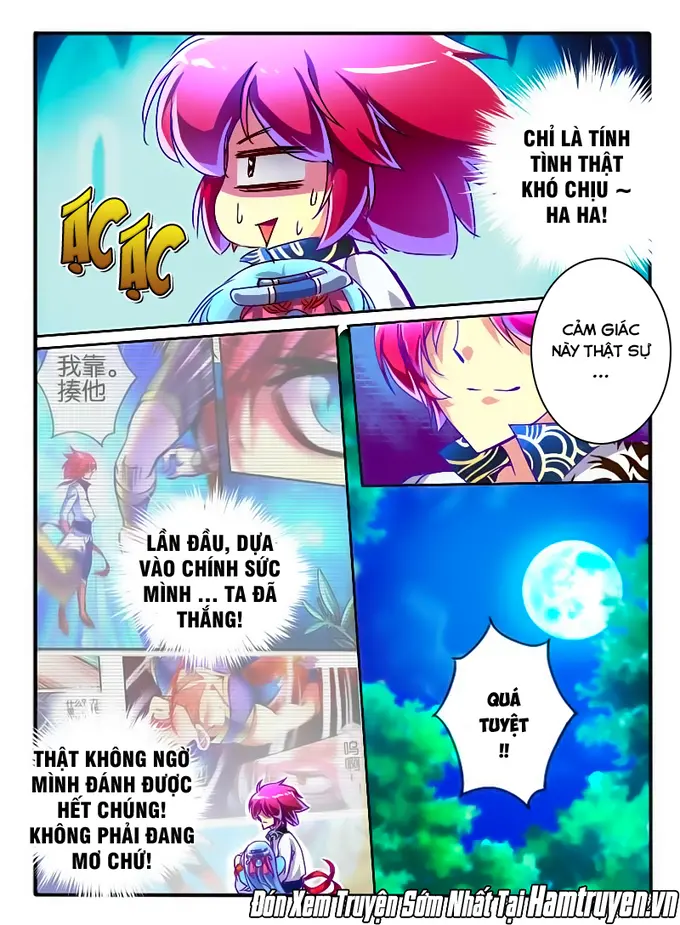 CHỈ LÀ TÍNH
TÌNH THẬT
KHÓ CHỊU ~
HA HA!
ẶC ẶC
CẢM GIÁC
NÀY THẬT SỰ
...
我靠。
揍他
LẦN ĐẦU, DỰA
VÀO CHÍNH SỨC
MÌNH ... TA ĐÃ
THẮNG!
QUÁ
TUYỆT
!!
THẬT KHÔNG NGỜ
MÌNH ĐÁNH ĐƯỢC
HẾT CHÚNG!
KHÔNG PHẢI ĐANG
MƠ CHỨ!
Đón Xem Truyện Sớm Nhất Tại Hamtruyen.vn